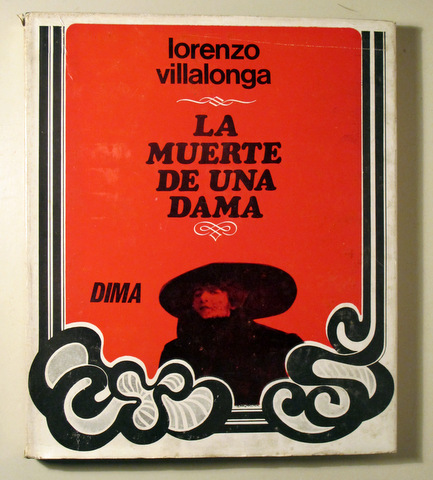 lorenzo
villalonga
LA
MUERTE
DE UNA
DAMA
DIMA